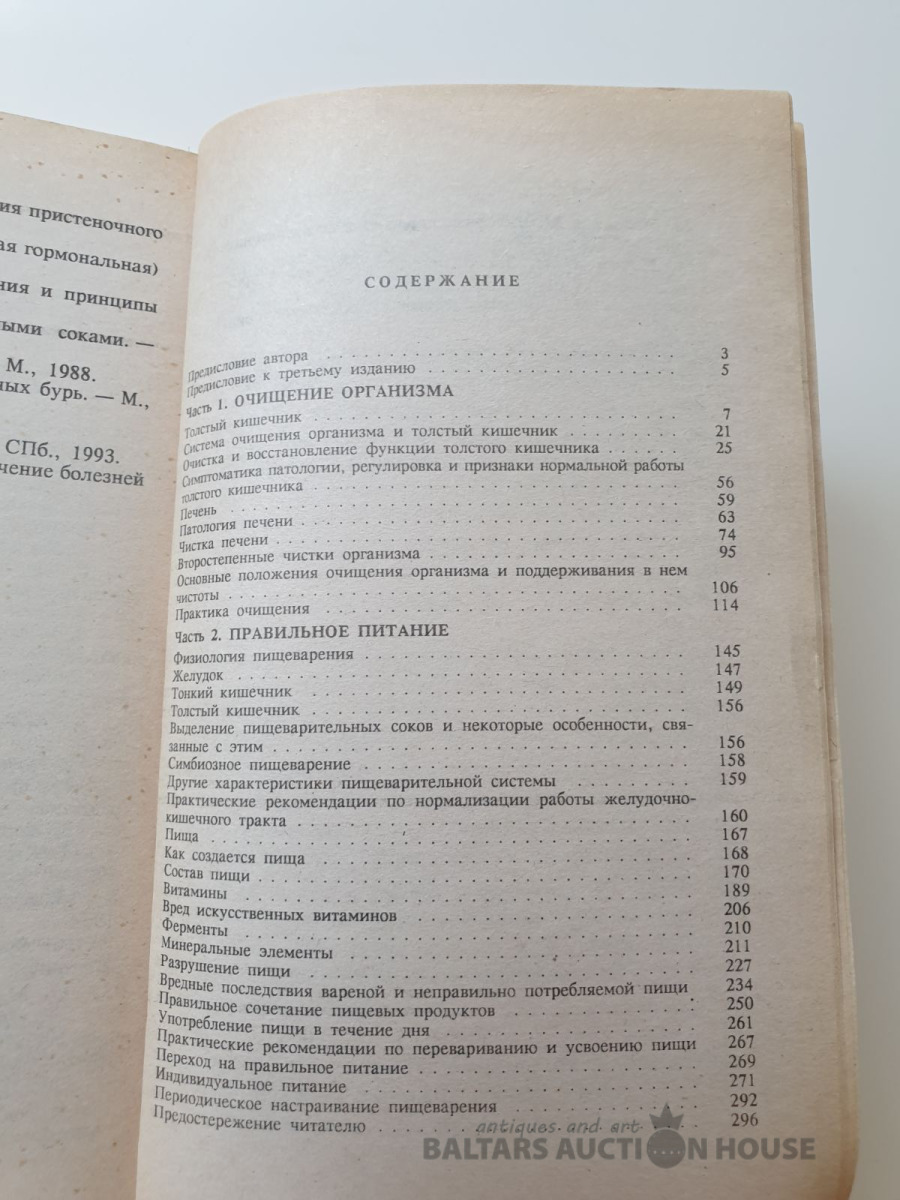 ия пристеночного
ая гормональная)
ния и принципы
ыми соками. —
М., 1988.
ных бурь. — М.,
СПб., 1993.
чение болезней
СОДЕРЖАНИЕ
Предисловие автора . . . 3
Предисловие к третьему изданию . . . 5
Часть 1. ОЧИЩЕНИЕ ОРГАНИЗМА
Толстый кишечник . . . 7
Система очищения организма и толстый кишечник . . . 21
Очистка и восстановление функции толстого кишечника . . . 25
Симптоматика патологии, регулировка и признаки нормальной работы
толстого кишечника . . . 56
Печень . . . 59
Патология печени . . . 63
Чистка печени . . . 74
Второстепенные чистки организма . . . 95
Основные положения очищения организма и поддерживания в нем
чистоты . . . 106
Практика очищения . . . 114
Часть 2. ПРАВИЛЬНОЕ ПИТАНИЕ
Физиология пищеварения . . . 145
Желудок . . . 147
Тонкий кишечник . . . 149
Толстый кишечник . . . 156
Выделение пищеварительных соков и некоторые особенности, свя-
занные с этим . . . 156
Симбиозное пищеварение . . . 158
Другие характеристики пищеварительной системы . . . 159
Практические рекомендации по нормализации работы желудочно-
кишечного тракта . . . 160
Пища . . . 167
Как создается пища . . . 168
Состав пищи . . . 170
Витамины . . . 189
Вред искусственных витаминов . . . 206
Ферменты . . . 210
Минеральные элементы . . . 211
Разрушение пищи . . . 227
Вредные последствия вареной и неправильно потребляемой пищи 234
Правильное сочетание пищевых продуктов . . . 250
Употребление пищи в течение дня . . . 261
Практические рекомендации по перевариванию и усвоению пищи 267
Переход на правильное питание . . . 269
Индивидуальное питание . . . 271
Периодическое настраивание пищеварения . . . 292
Предостережение читателю . . . 296
antiques and art
BALTARS AUCTION HOUSE